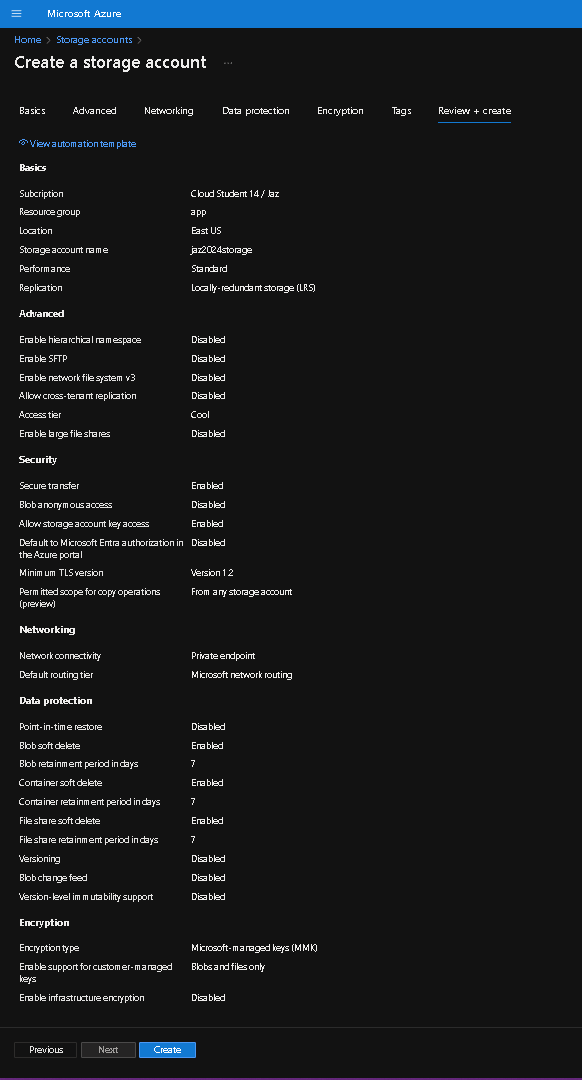 Microsoft Azure
Home > Storage accounts >
Create a storage account ...
Basics Advanced Networking Data protection Encryption Tags Review + create
View automation template
Basics
Subcription Cloud Student 14 / Jaz
Resource group app
Location East US
Storage account name jaz2024storage
Performance Standard
Replication Locally-redundant storage (LRS)
Advanced
Enable hierarchical namespace Disabled
Enable SFTP Disabled
Enable network file system v3 Disabled
Allow cross-tenant replication Disabled
Access tier Cool
Enable large file shares Disabled
Security
Secure transfer Enabled
Blob anonymous access Disabled
Allow storage account key access Enabled
Default to Microsoft Entra authorization in Disabled
the Azure portal
Minimum TLS version Version 1.2
Permitted scope for copy operations From any storage account
(preview)
Networking
Network connectivity Private endpoint
Default routing tier Microsoft network routing
Data protection
Point-in-time restore Disabled
Blob soft delete Enabled
Blob retainment period in days 7
Container soft delete Enabled
Container retainment period in days 7
File share soft delete Enabled
File share retainment period in days 7
Versioning Disabled
Blob change feed Disabled
Version-level immutability support Disabled
Encryption
Encryption type Microsoft-managed keys (MMK)
Enable support for customer-managed Blobs and files only
keys
Enable infrastructure encryption Disabled
Previous Next Create